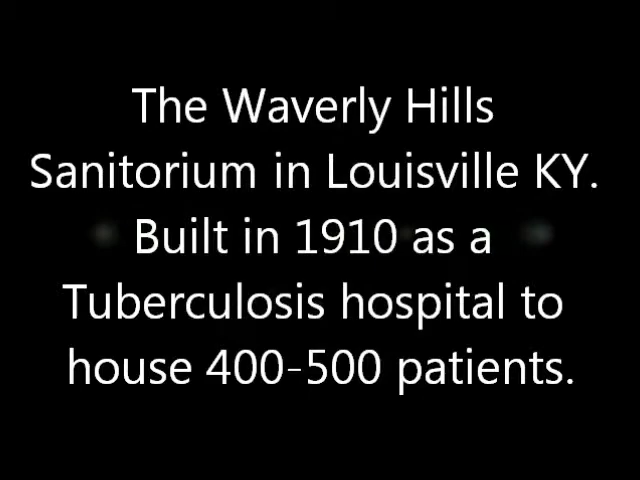 The Waverly Hills
Sanitorium in Louisville KY.
Built in 1910 as a
Tuberculosis hospital to
house 400-500 patients.